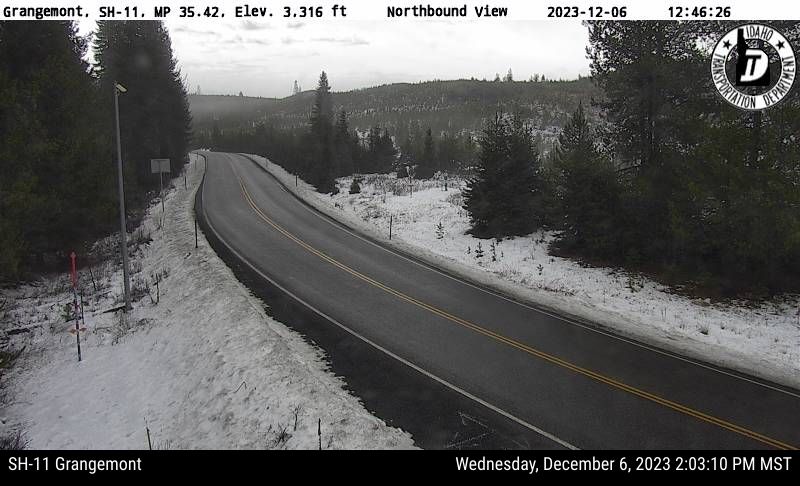 Grangemont, SH-11, MP 35.42, Elev. 3,316 ft Northbound View 2023-12-06 12:46:26
IDAHO
TRANSPORTATION DEPARTMENT
SH-11 Grangemont Wednesday, December 6, 2023 2:03:10 PM MST